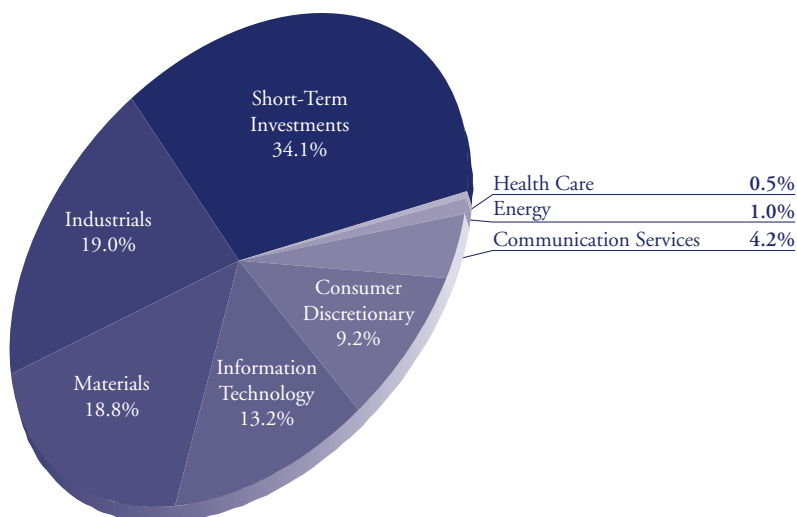 Short-Term
Investments
34.1%
Health Care 0.5%
Energy 1.0%
Communication Services 4.2%
Industrials
19.0%
Consumer
Discretionary
9.2%
Information
Technology
13.2%
Materials
18.8%